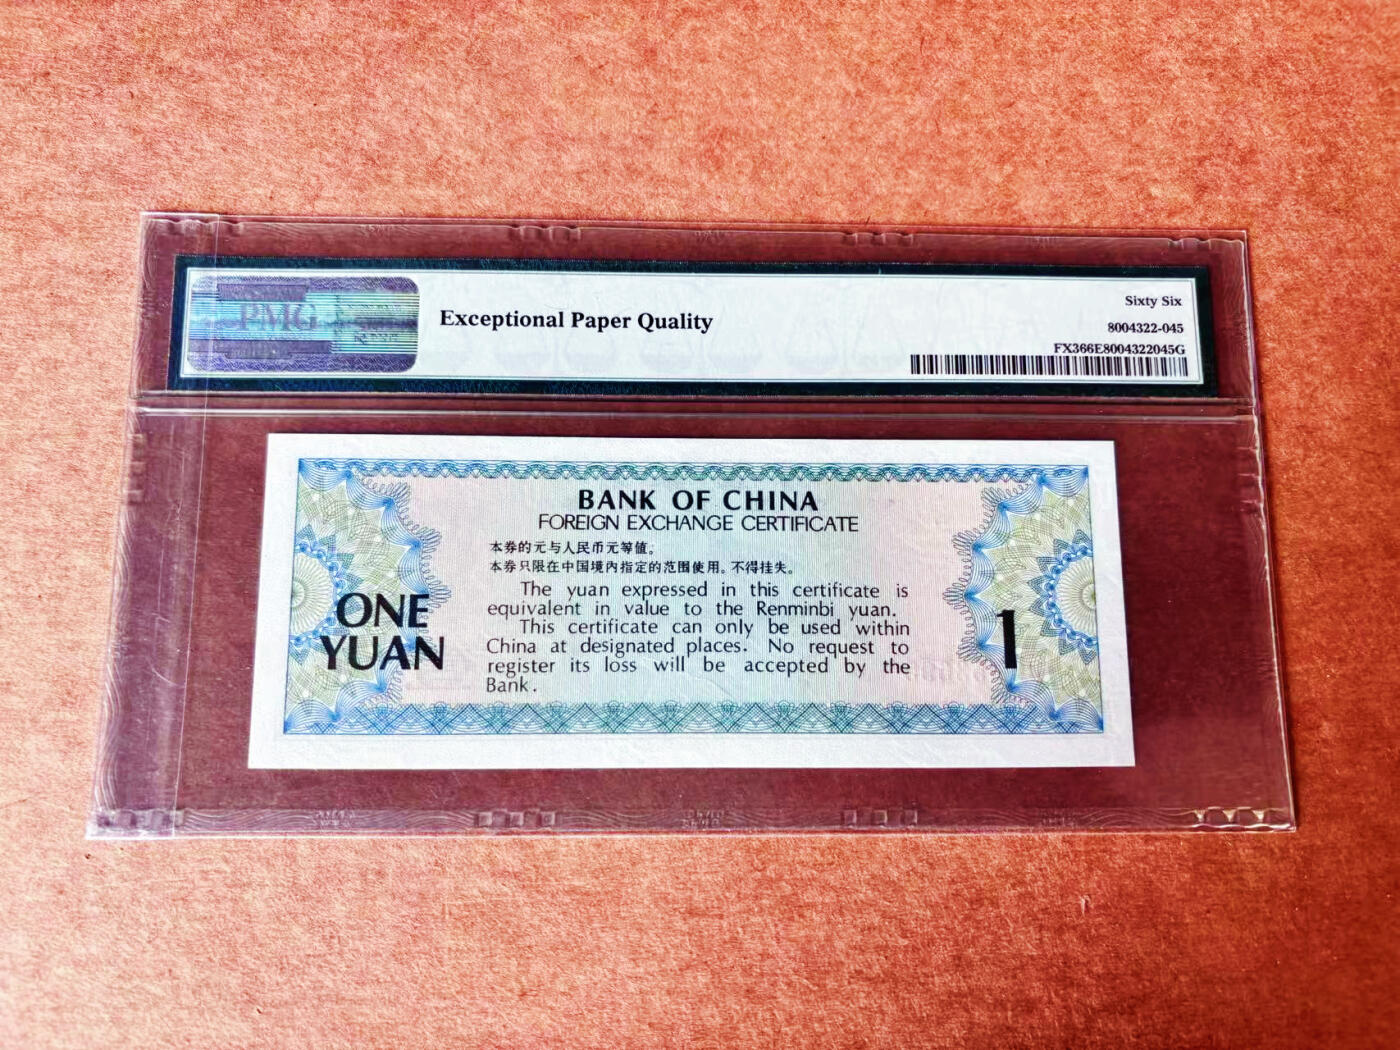 PMG
Exceptional Paper Quality
Sixty Six
8004322-045
FX366E8004322045G
BANK OF CHINA
FOREIGN EXCHANGE CERTIFICATE
本券的元与人民币元等值。
本券只限在中国境内指定的范围使用。不得挂失。
The yuan expressed in this certificate is
equivalent in value to the Renminbi yuan.
This certificate can only be used within
China at designated places. No request to
register its loss will be accepted by the
Bank.
ONE
YUAN
1